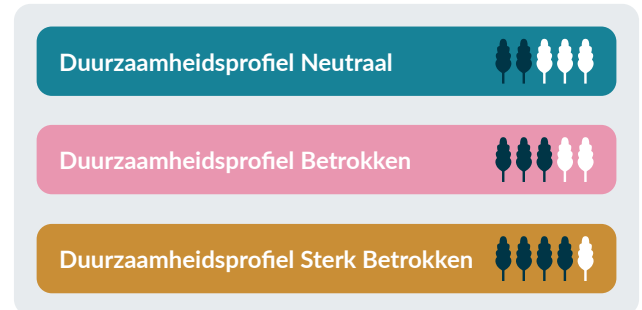 Duurzaamheidsprofiel Neutraal
Duurzaamheidsprofiel Betrokken
Duurzaamheidsprofiel Sterk Betrokken